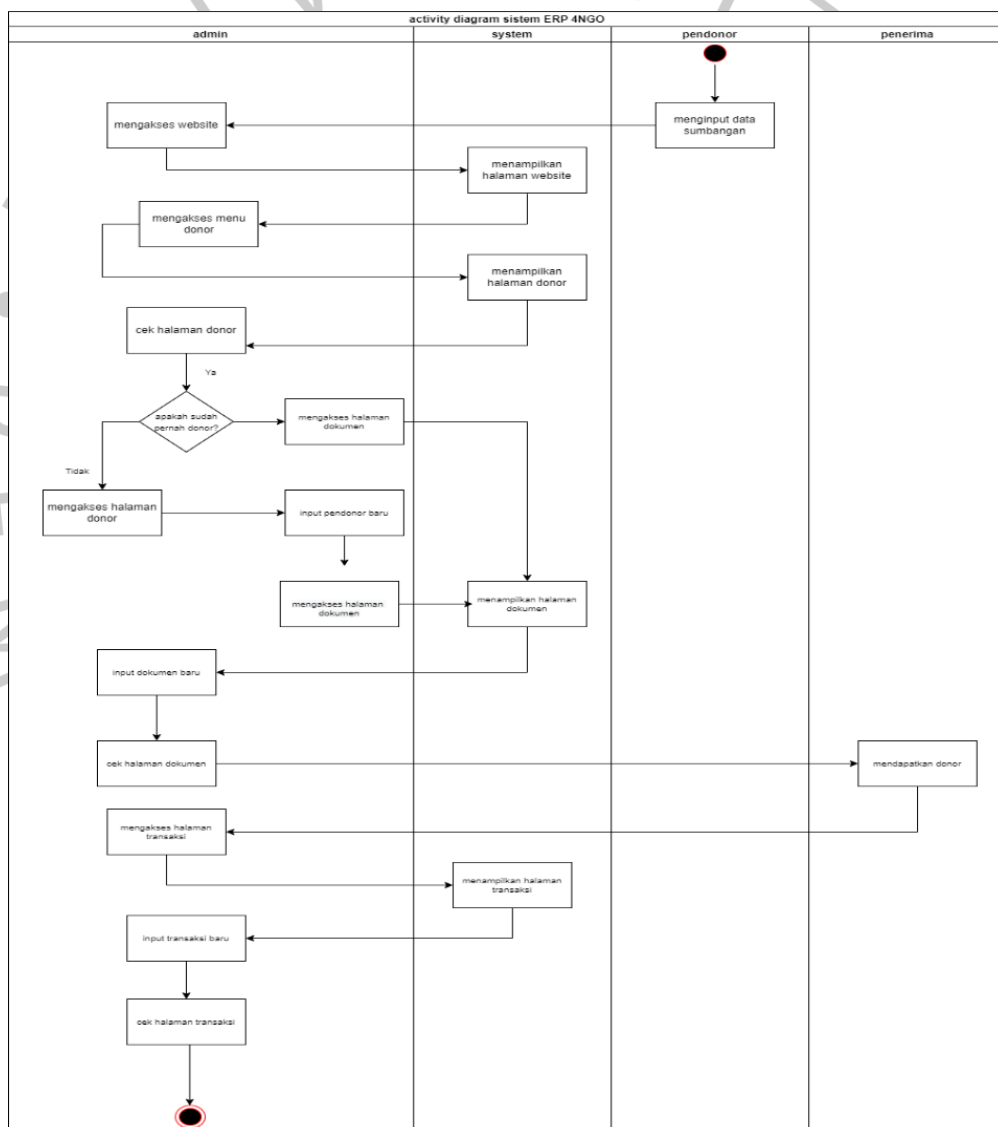 activity diagram sistem ERP 4NGO
admin
system
pendonor
penerima
mengakses website
menginput data
sumbangan
menampilkan
halaman website
mengakses menu
donor
menampilkan
halaman donor
cek halaman donor
Ya
apakah sudah
pernah donor?
mengakses halaman
dokumen
Tidak
mengakses halaman
donor
input pendonor baru
mengakses halaman
dokumen
menampilkan halaman
dokumen
input dokumen baru
cek halaman dokumen
mendapatkan donor
mengakses halaman
transaksi
menampilkan halaman
transaksi
input transaksi baru
cek halaman transaksi